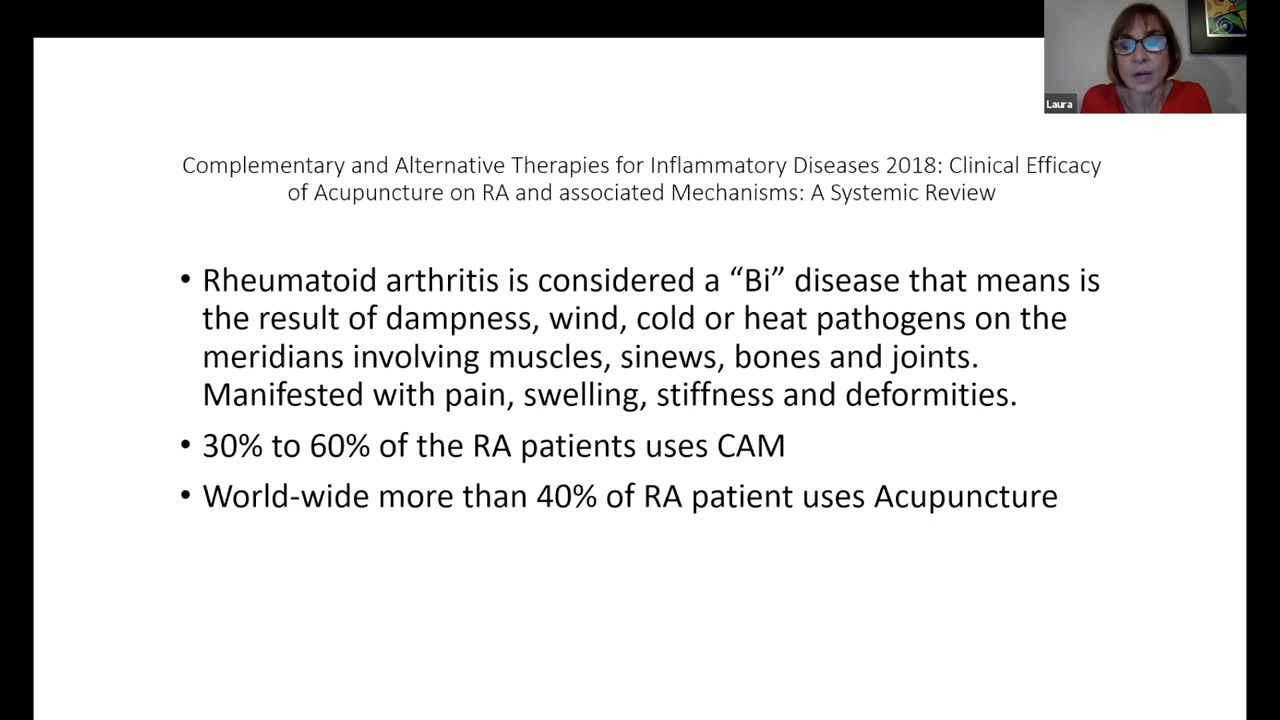 Laura
Complementary and Alternative Therapies for Inflammatory Diseases 2018: Clinical Efficacy
of Acupuncture on RA and associated Mechanisms: A Systemic Review
• Rheumatoid arthritis is considered a “Bi” disease that means is
the result of dampness, wind, cold or heat pathogens on the
meridians involving muscles, sinews, bones and joints.
Manifested with pain, swelling, stiffness and deformities.
• 30% to 60% of the RA patients uses CAM
• World-wide more than 40% of RA patient uses Acupuncture